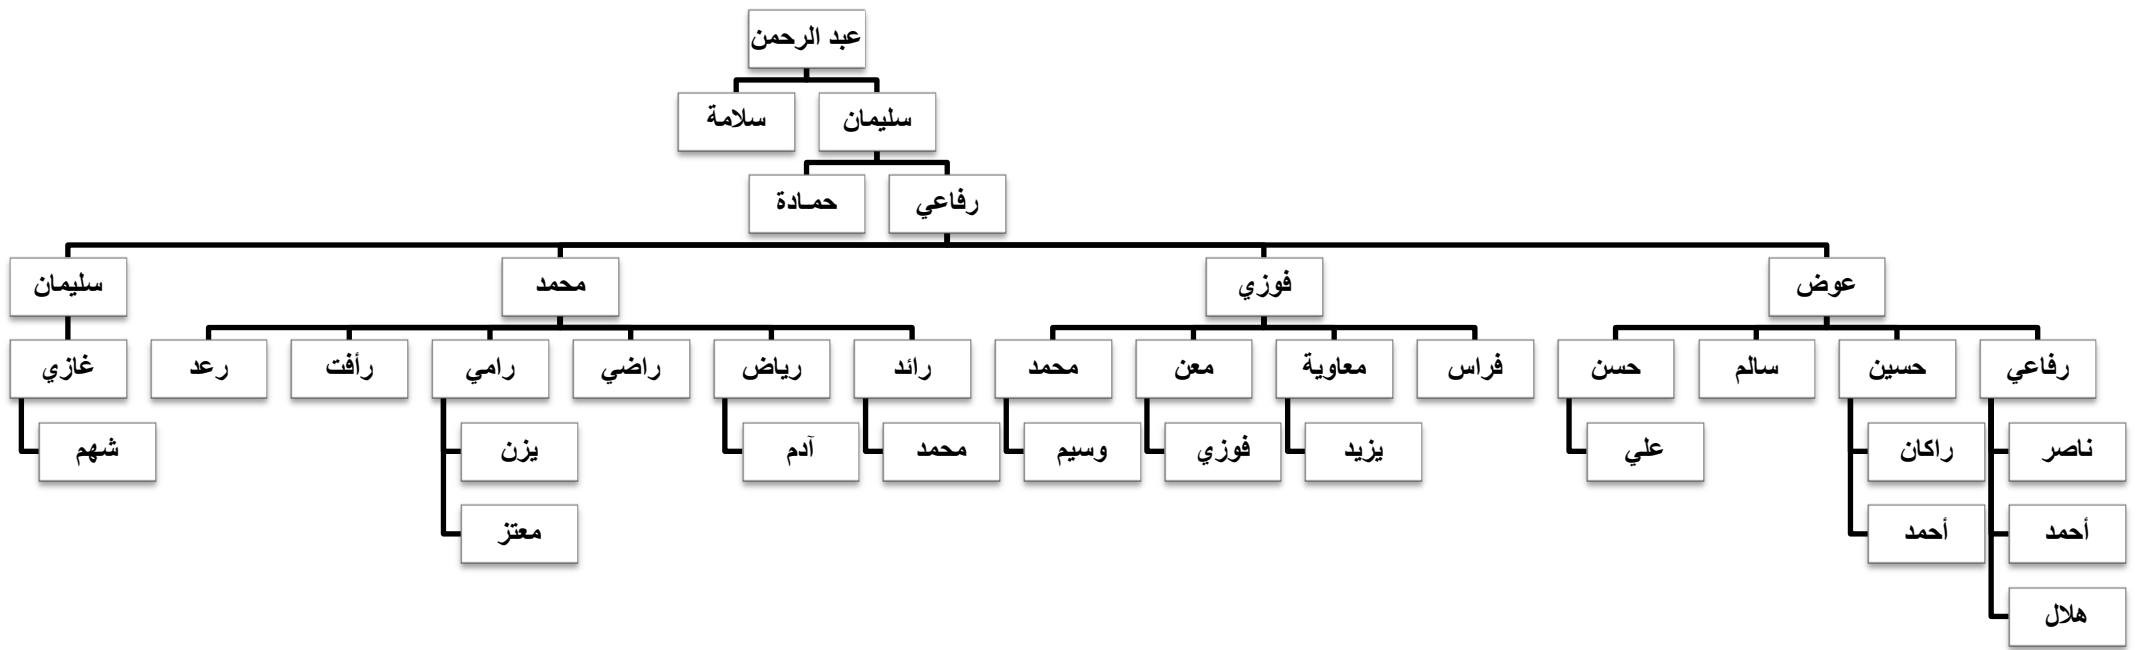 عبد الرحمن
سليمان
سلامة
رفاعي
حمادة
عوض
فوزي
محمد
سليمان
رفاعي
حسين
سالم
حسن
فراس
معاوية
معن
محمد
رائد
رياض
راضي
رامي
رأفت
رعد
غازي
ناصر
راكان
علي
يزيد
فوزي
وسيم
محمد
آدم
يزن
شهم
أحمد
أحمد
معتز
هلال